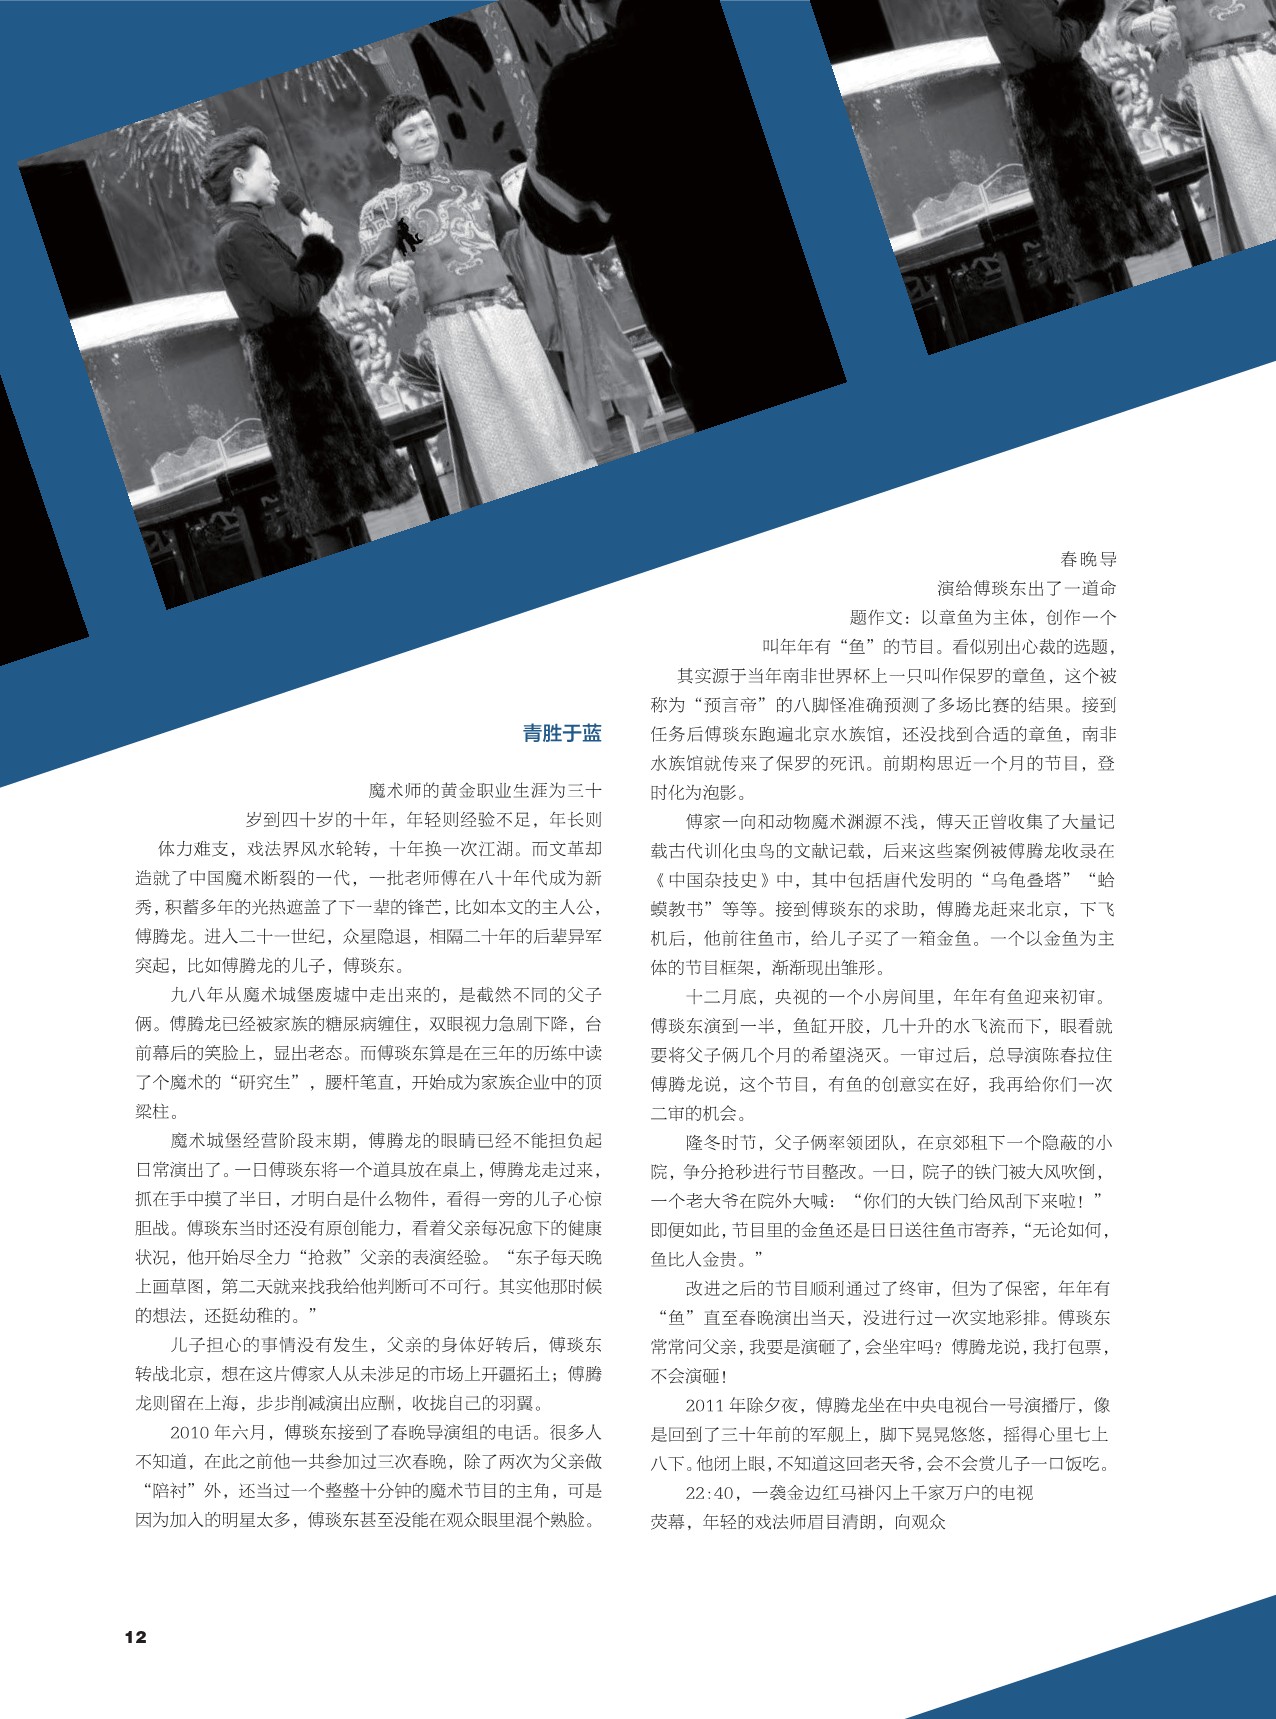 青胜于蓝
魔术师的黄金职业生涯为三十
岁到四十岁的十年，年轻则经验不足，年长则
体力难支，戏法界风水轮转，十年换一次江湖。而文革却
造就了中国魔术断裂的一代，一批老师傅在八十年代成为新
秀，积蓄多年的光热遮盖了下一辈的锋芒，比如本文的主人公，
傅腾龙。进入二十一世纪，众星隐退，相隔二十年的后辈异军
突起，比如傅腾龙的儿子，傅琰东。
九八年从魔术城堡废墟中走出来的，是截然不同的父子
俩。傅腾龙已经被家族的糖尿病缠住，双眼视力急剧下降，台
前幕后的笑脸上，显出老态。而傅琰东算是在三年的历练中读
了个魔术的“研究生”，腰杆笔直，开始成为家族企业中的顶
梁柱。
魔术城堡经营阶段末期，傅腾龙的眼睛已经不能担负起
日常演出了。一日傅琰东将一个道具放在桌上，傅腾龙走过来，
抓在手中摸了半日，才明白是什么物件，看得一旁的儿子心惊
胆战。傅琰东当时还没有原创能力，看着父亲每况愈下的健康
状况，他开始尽全力“抢救”父亲的表演经验。“东子每天晚
上画草图，第二天就来找我给他判断可不可行。其实他那时候
的想法，还挺幼稚的。”
儿子担心的事情没有发生，父亲的身体好转后，傅琰东
转战北京，想在这片傅家人从未涉足的市场上开疆拓土；傅腾
龙则留在上海，步步削减演出应酬，收拢自己的羽翼。
2010 年六月，傅琰东接到了春晚导演组的电话。很多人
不知道，在此之前他一共参加过三次春晚，除了两次为父亲做
“陪衬”外，还当过一个整整十分钟的魔术节目的主角，可是
因为加入的明星太多，傅琰东甚至没能在观众眼里混个熟脸。
春晚导
演给傅琰东出了一道命
题作文：以章鱼为主体，创作一个
叫年年有“鱼”的节目。看似别出心裁的选题，
其实源于当年南非世界杯上一只叫作保罗的章鱼，这个被
称为“预言帝”的八脚怪准确预测了多场比赛的结果。接到
任务后傅琰东跑遍北京水族馆，还没找到合适的章鱼，南非
水族馆就传来了保罗的死讯。前期构思近一个月的节目，登
时化为泡影。
傅家一向和动物魔术渊源不浅，傅天正曾收集了大量记
载古代训化虫鸟的文献记载，后来这些案例被傅腾龙收录在
《中国杂技史》中，其中包括唐代发明的“乌龟叠塔”“蛤
蟆教书”等等。接到傅琰东的求助，傅腾龙赶来北京，下飞
机后，他前往鱼市，给儿子买了一箱金鱼。一个以金鱼为主
体的节目框架，渐渐现出雏形。
十二月底，央视的一个小房间里，年年有鱼迎来初审。
傅琰东演到一半，鱼缸开胶，几十升的水飞流而下，眼看就
要将父子俩几个月的希望浇灭。一审过后，总导演陈春拉住
傅腾龙说，这个节目，有鱼的创意实在好，我再给你们一次
二审的机会。
隆冬时节，父子俩率领团队，在京郊租下一个隐蔽的小
院，争分抢秒进行节目整改。一日，院子的铁门被大风吹倒，
一个老大爷在院外大喊：“你们的大铁门给风刮下来啦！”
即便如此，节目里的金鱼还是日日送往鱼市寄养，“无论如何，
鱼比人金贵。”
改进之后的节目顺利通过了终审，但为了保密，年年有
“鱼”直至春晚演出当天，没进行过一次实地彩排。傅琰东
常常问父亲，我要是演砸了，会坐牢吗？傅腾龙说，我打包票，
不会演砸！
2011 年除夕夜，傅腾龙坐在中央电视台一号演播厅，像
是回到了三十年前的军舰上，脚下晃晃悠悠，摇得心里七上
八下。他闭上眼，不知道这回老天爷，会不会赏儿子一口饭吃。
22:40，一袭金边红马褂闪上千家万户的电视
荧幕，年轻的戏法师眉目清朗，向观众
12